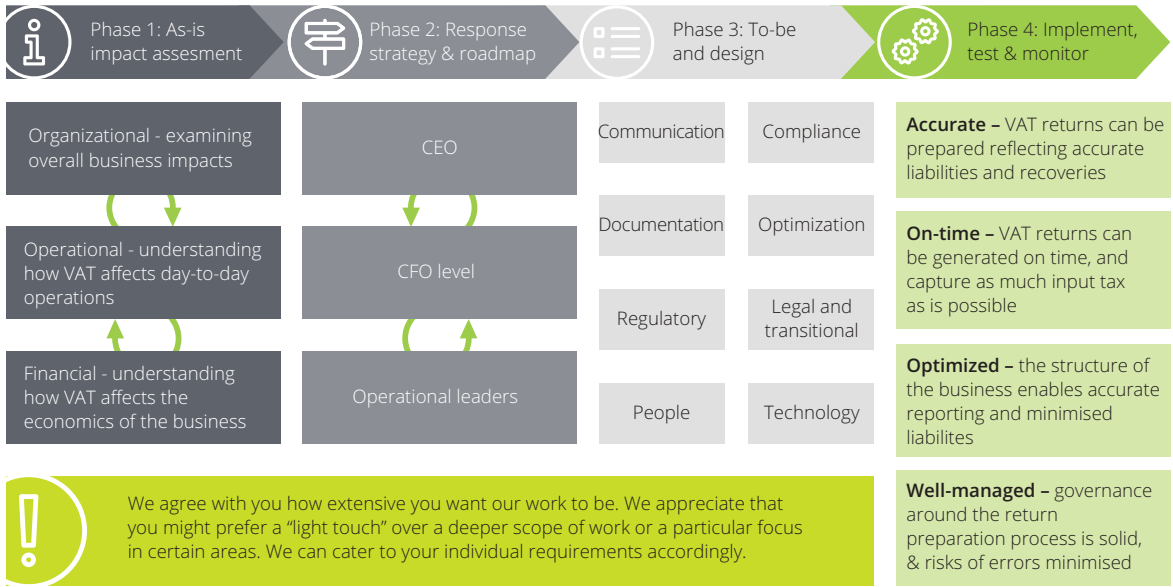 Phase 1: As-is
impact assesment
Phase 2: Response
strategy & roadmap
Phase 3: To-be
and design
Phase 4: Implement,
test & monitor
Organizational - examining
overall business impacts
Operational - understanding
how VAT affects day-to-day
operations
Financial - understanding
how VAT affects the
economics of the business
CEO
CFO level
Operational leaders
Communication
Compliance
Documentation
Optimization
Regulatory
Legal and
transitional
People
Technology
Accurate – VAT returns can be
prepared reflecting accurate
liabilities and recoveries
On-time – VAT returns can
be generated on time, and
capture as much input tax
as is possible
Optimized – the structure of
the business enables accurate
reporting and minimised
liabilites
Well-managed – governance
around the return
preparation process is solid,
& risks of errors minimised
We agree with you how extensive you want our work to be. We appreciate that
you might prefer a “light touch” over a deeper scope of work or a particular focus
in certain areas. We can cater to your individual requirements accordingly.